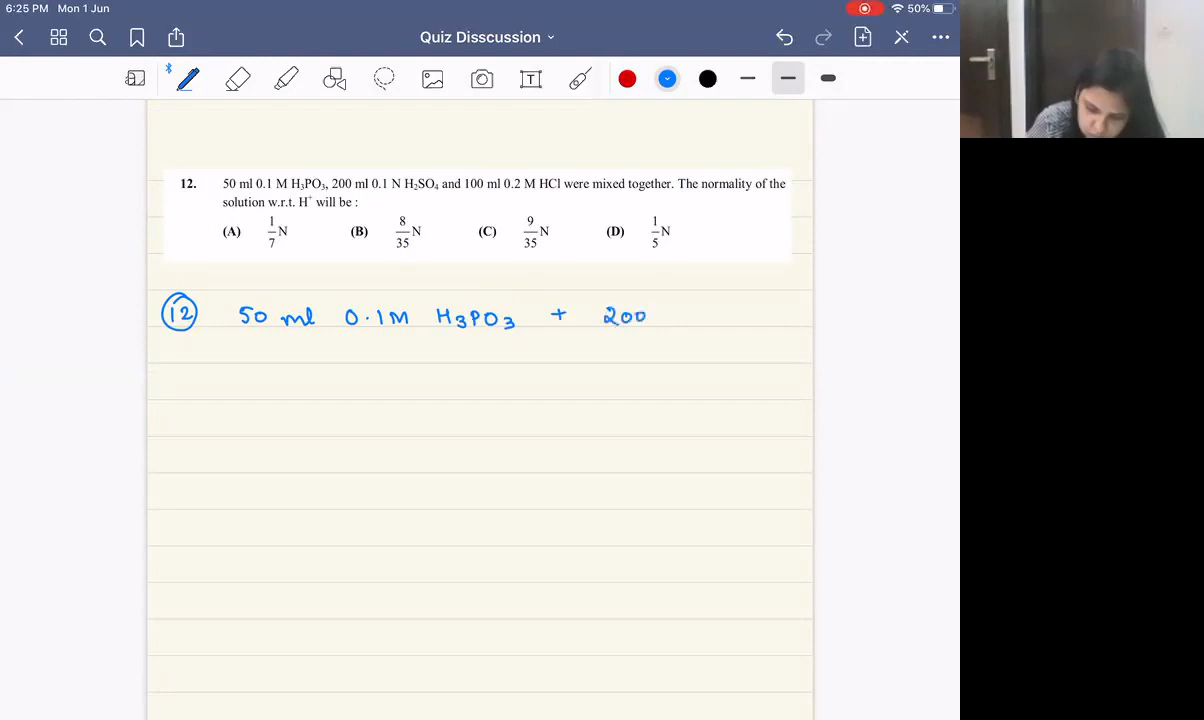 6:25 PM Mon 1 Jun
50%
Quiz Disscussion
T
12. 50 ml 0.1 M H₃PO₃, 200 ml 0.1 N H₂SO₄ and 100 ml 0.2 M HCl were mixed together. The normality of the
solution w.r.t. H⁺ will be :
(A) 1/7 N (B) 8/35 N (C) 9/35 N (D) 1/5 N
12 50 ml 0.1M H₃PO₃ + 200